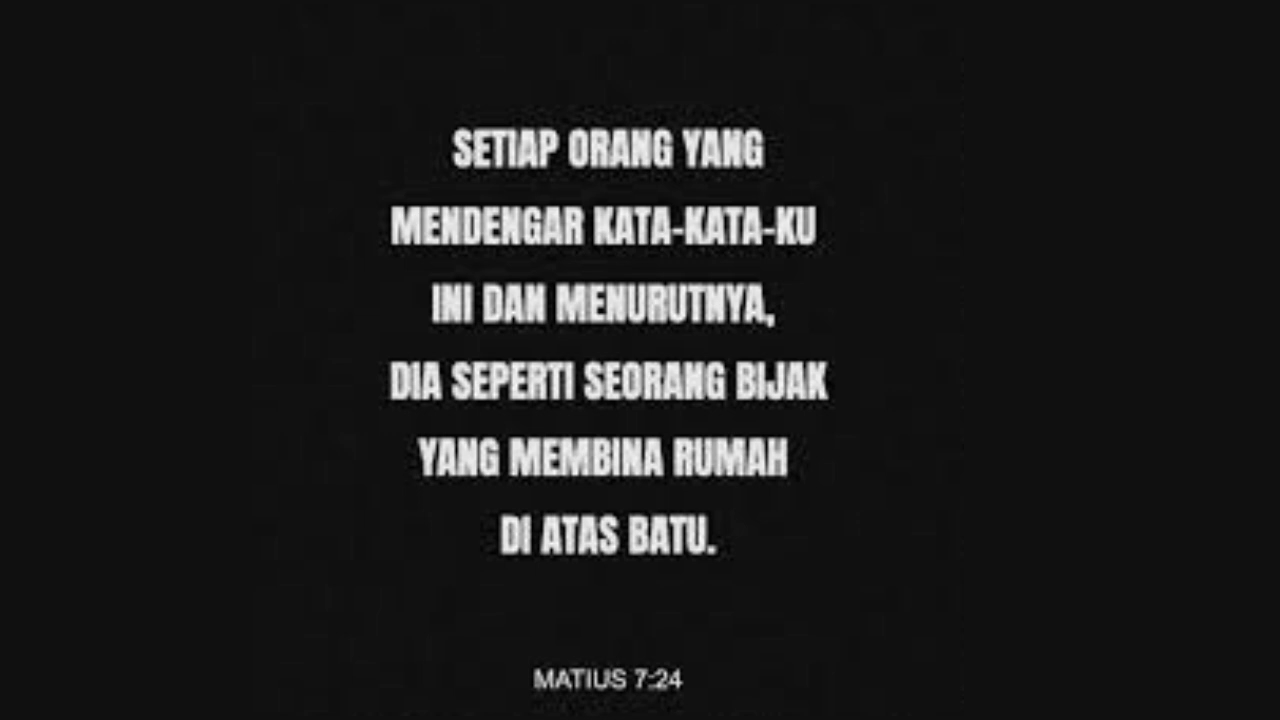 SETIAP ORANG YANG
MENDENGAR KATA-KATA-KU
INI DAN MENURUTNYA,
DIA SEPERTI SEORANG BIJAK
YANG MEMBINA RUMAH
DI ATAS BATU.
MATIUS 7:24